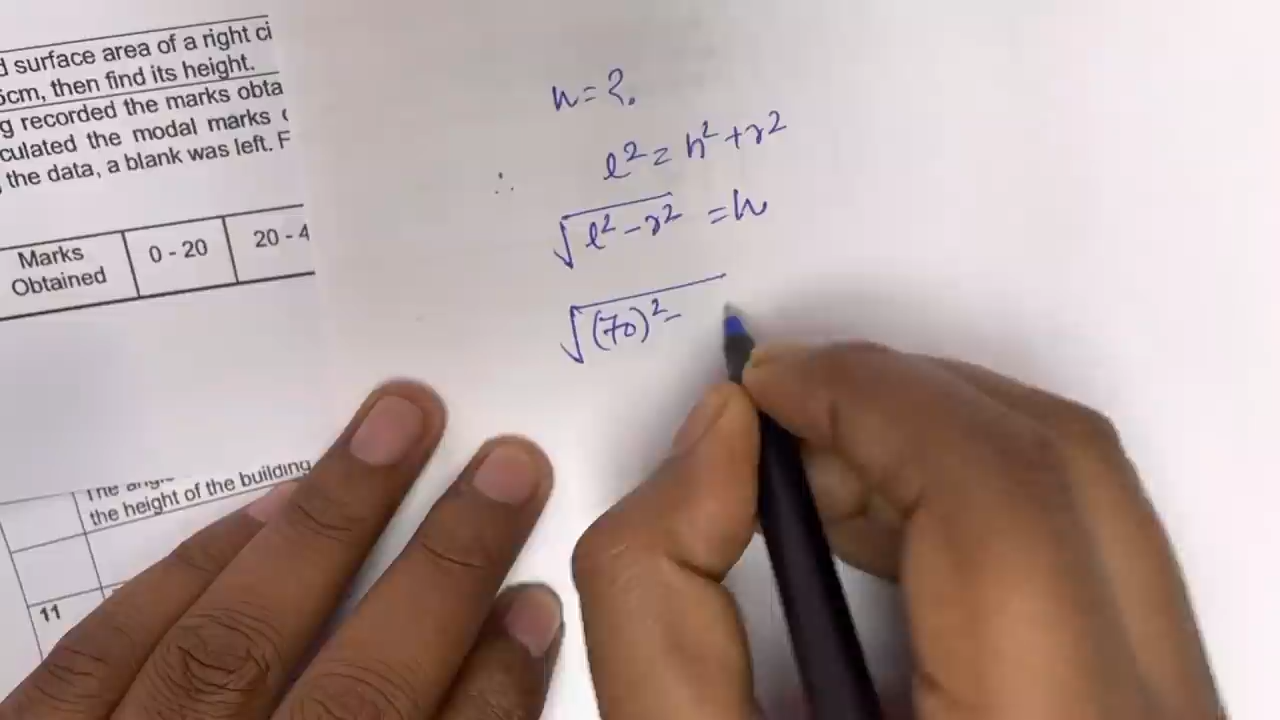 d surface area of a right ci
5cm, then find its height.
g recorded the marks obta
culated the modal marks
the data, a blank was left. F
Marks Obtained 0 - 20 20 - 4
the height of the building
11
h = ?.
∴ l² = h² + r²
√l² - r² = h
√(70)² -